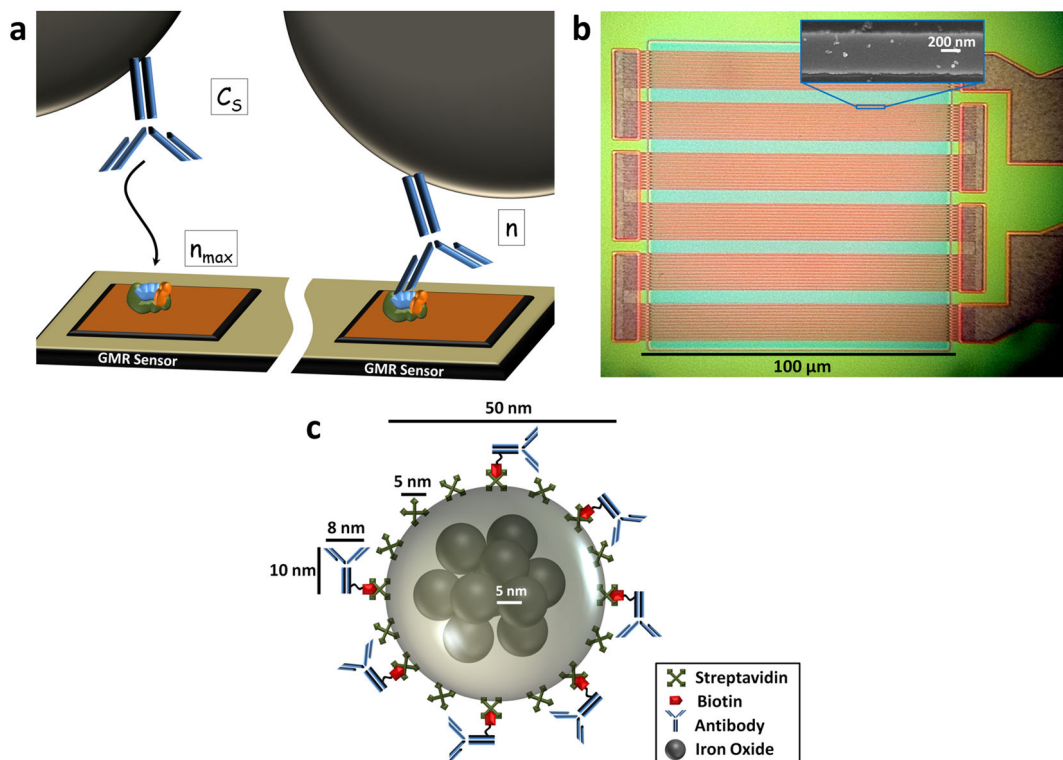 a
C_S
n
n_max
GMR Sensor
GMR Sensor
b
200 nm
100 μm
c
50 nm
5 nm
8 nm
10 nm
5 nm
Streptavidin
Biotin
Antibody
Iron Oxide